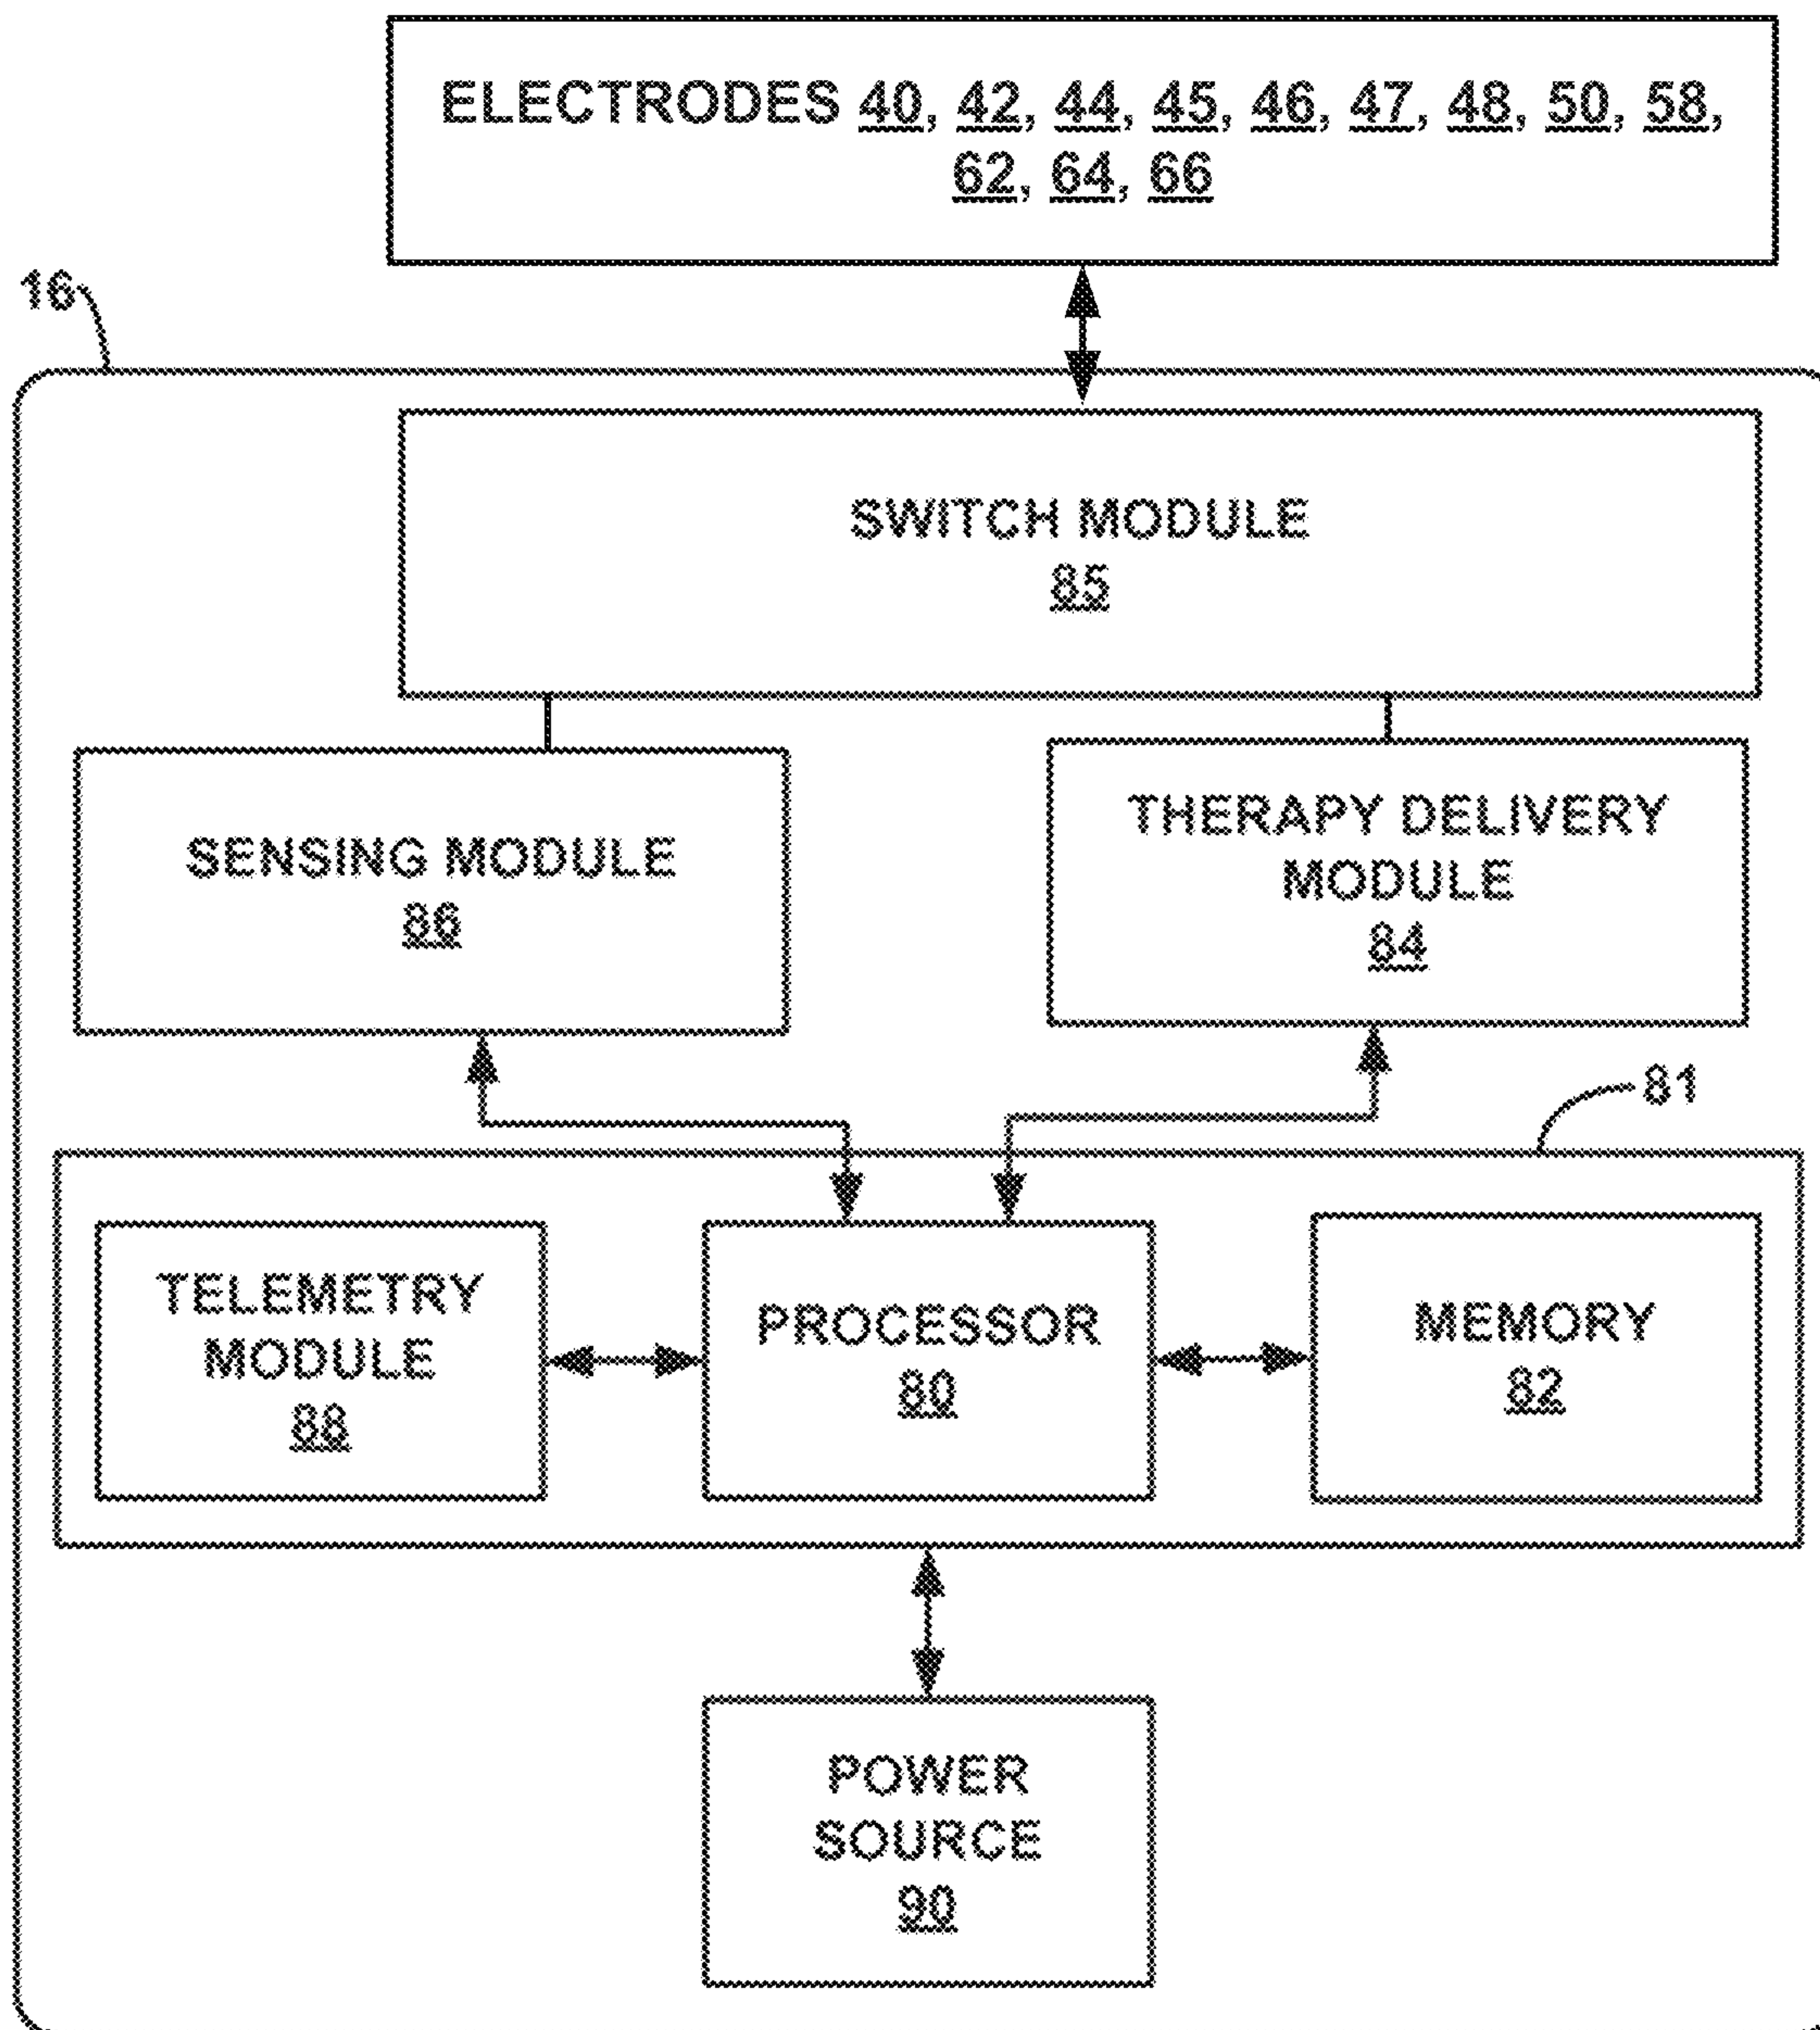 ELECTRODES 40, 42, 44, 45, 46, 47, 48, 50, 58,
62, 64, 66
16
SWITCH MODULE
85
SENSING MODULE
86
THERAPY DELIVERY
MODULE
84
81
TELEMETRY
MODULE
88
PROCESSOR
80
MEMORY
82
POWER
SOURCE
90